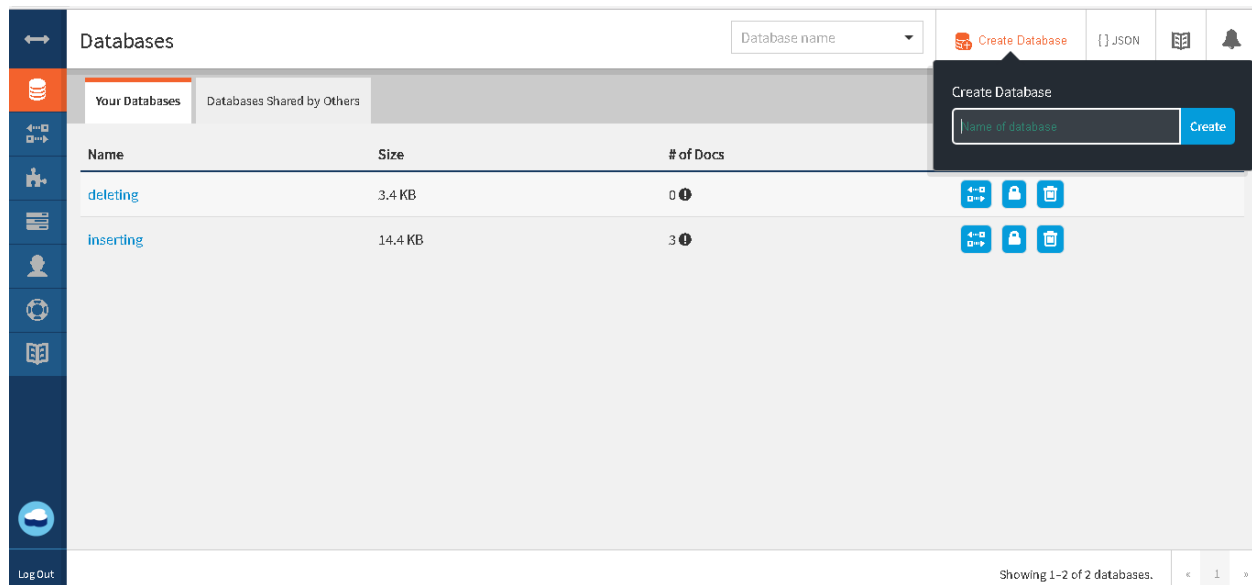 Databases
Database name
Create Database
{ } JSON
Your Databases
Databases Shared by Others
Create Database
Name of database
Create
Name
Size
# of Docs
deleting
3.4 KB
0
inserting
14.4 KB
3
Log Out
Showing 1–2 of 2 databases.
«
1
»